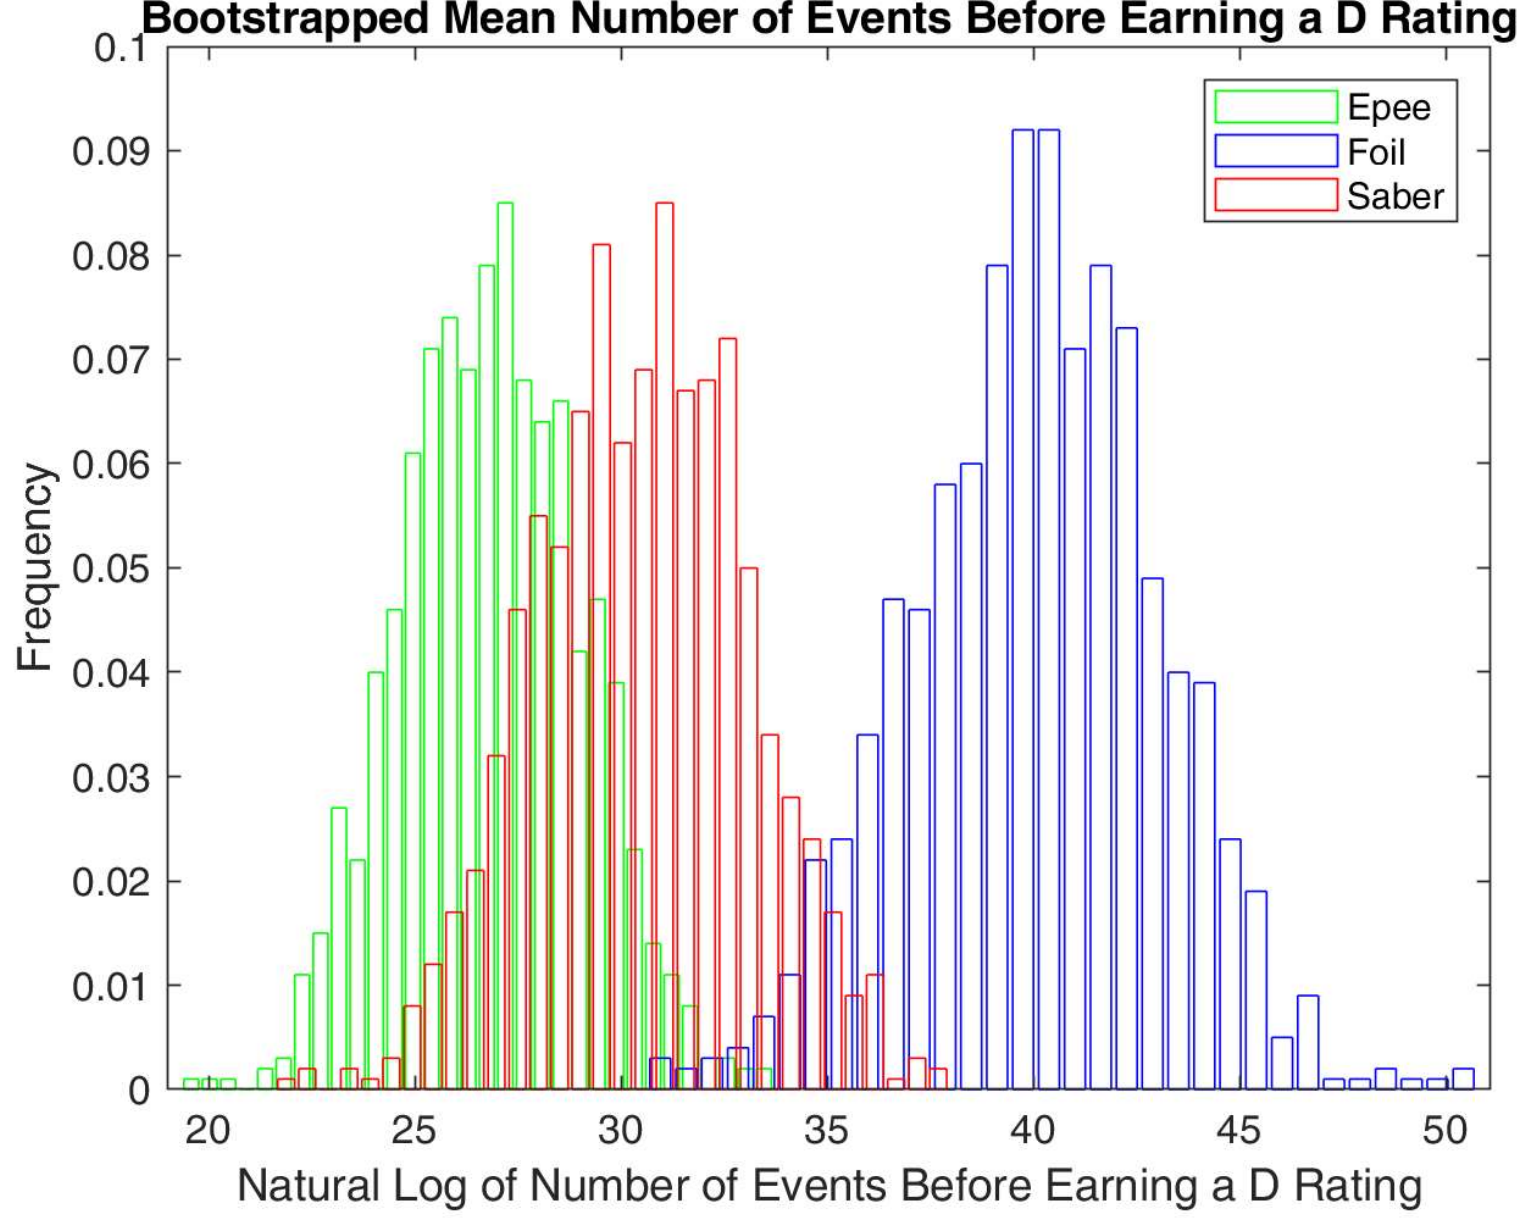 Bootstrapped Mean Number of Events Before Earning a D Rating
0.1
0.09
0.08
0.07
0.06
0.05
0.04
0.03
0.02
0.01
0
Frequency
Epee
Foil
Saber
20 25 30 35 40 45 50
Natural Log of Number of Events Before Earning a D Rating